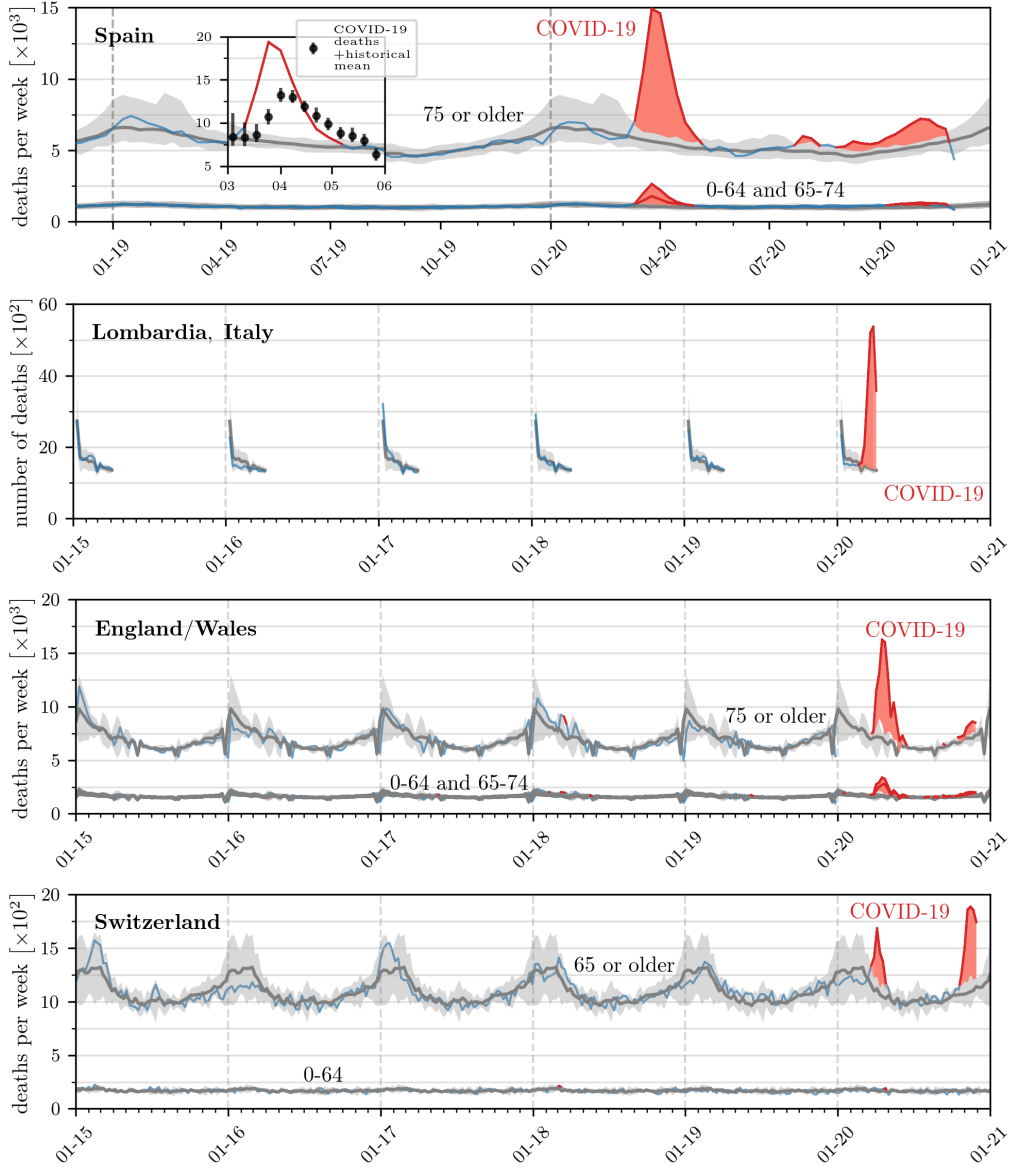 deaths per week [×10³]
15
10
5
0
Spain
20
15
10
5
03
04
05
06
COVID-19
deaths
+historical
mean
COVID-19
75 or older
0-64 and 65-74
01-19
04-19
07-19
10-19
01-20
04-20
07-20
10-20
01-21
number of deaths [×10²]
60
40
20
0
Lombardia, Italy
COVID-19
01-15
01-16
01-17
01-18
01-19
01-20
01-21
deaths per week [×10³]
20
15
10
5
0
England/Wales
COVID-19
75 or older
0-64 and 65-74
01-15
01-16
01-17
01-18
01-19
01-20
01-21
deaths per week [×10²]
20
15
10
5
0
Switzerland
COVID-19
65 or older
0-64
01-15
01-16
01-17
01-18
01-19
01-20
01-21